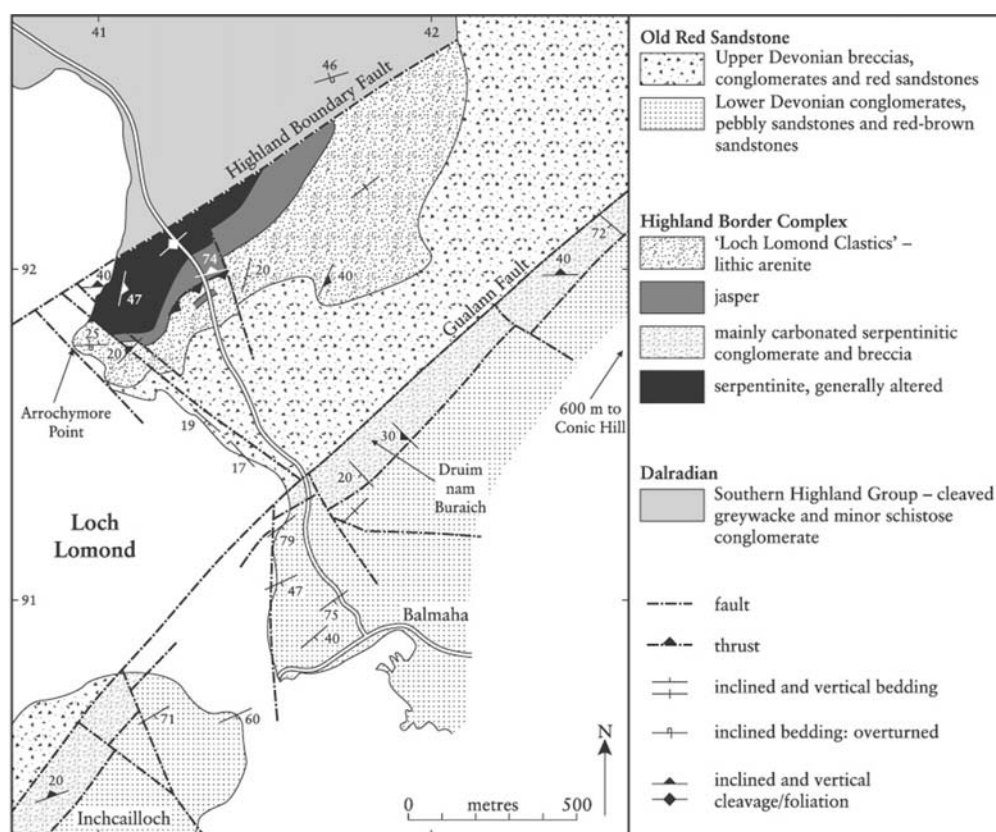 41
42
46
Highland Boundary Fault
92
74
20
40
40
47
25
20
72
40
Gualann Fault
Arrochymore
Point
19
17
30
20
Druim
nam
Buraich
600 m to
Conic Hill
Loch
Lomond
79
47
91
75
40
Balmaha
71
60
20
Inchcailloch
N
0 metres 500
Old Red Sandstone
Upper Devonian breccias,
conglomerates and red sandstones
Lower Devonian conglomerates,
pebbly sandstones and red-brown
sandstones
Highland Border Complex
‘Loch Lomond Clastics’ –
lithic arenite
jasper
mainly carbonated serpentinitic
conglomerate and breccia
serpentinite, generally altered
Dalradian
Southern Highland Group – cleaved
greywacke and minor schistose
conglomerate
fault
thrust
inclined and vertical bedding
inclined bedding: overturned
inclined and vertical
cleavage/foliation